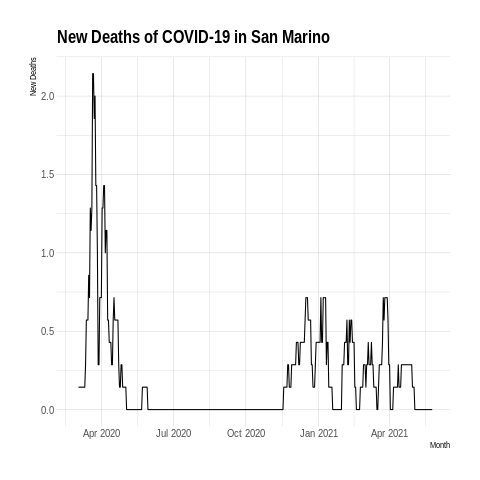 New Deaths of COVID-19 in San Marino
New Deaths
2.0
1.5
1.0
0.5
0.0
Apr 2020 Jul 2020 Oct 2020 Jan 2021 Apr 2021
Month